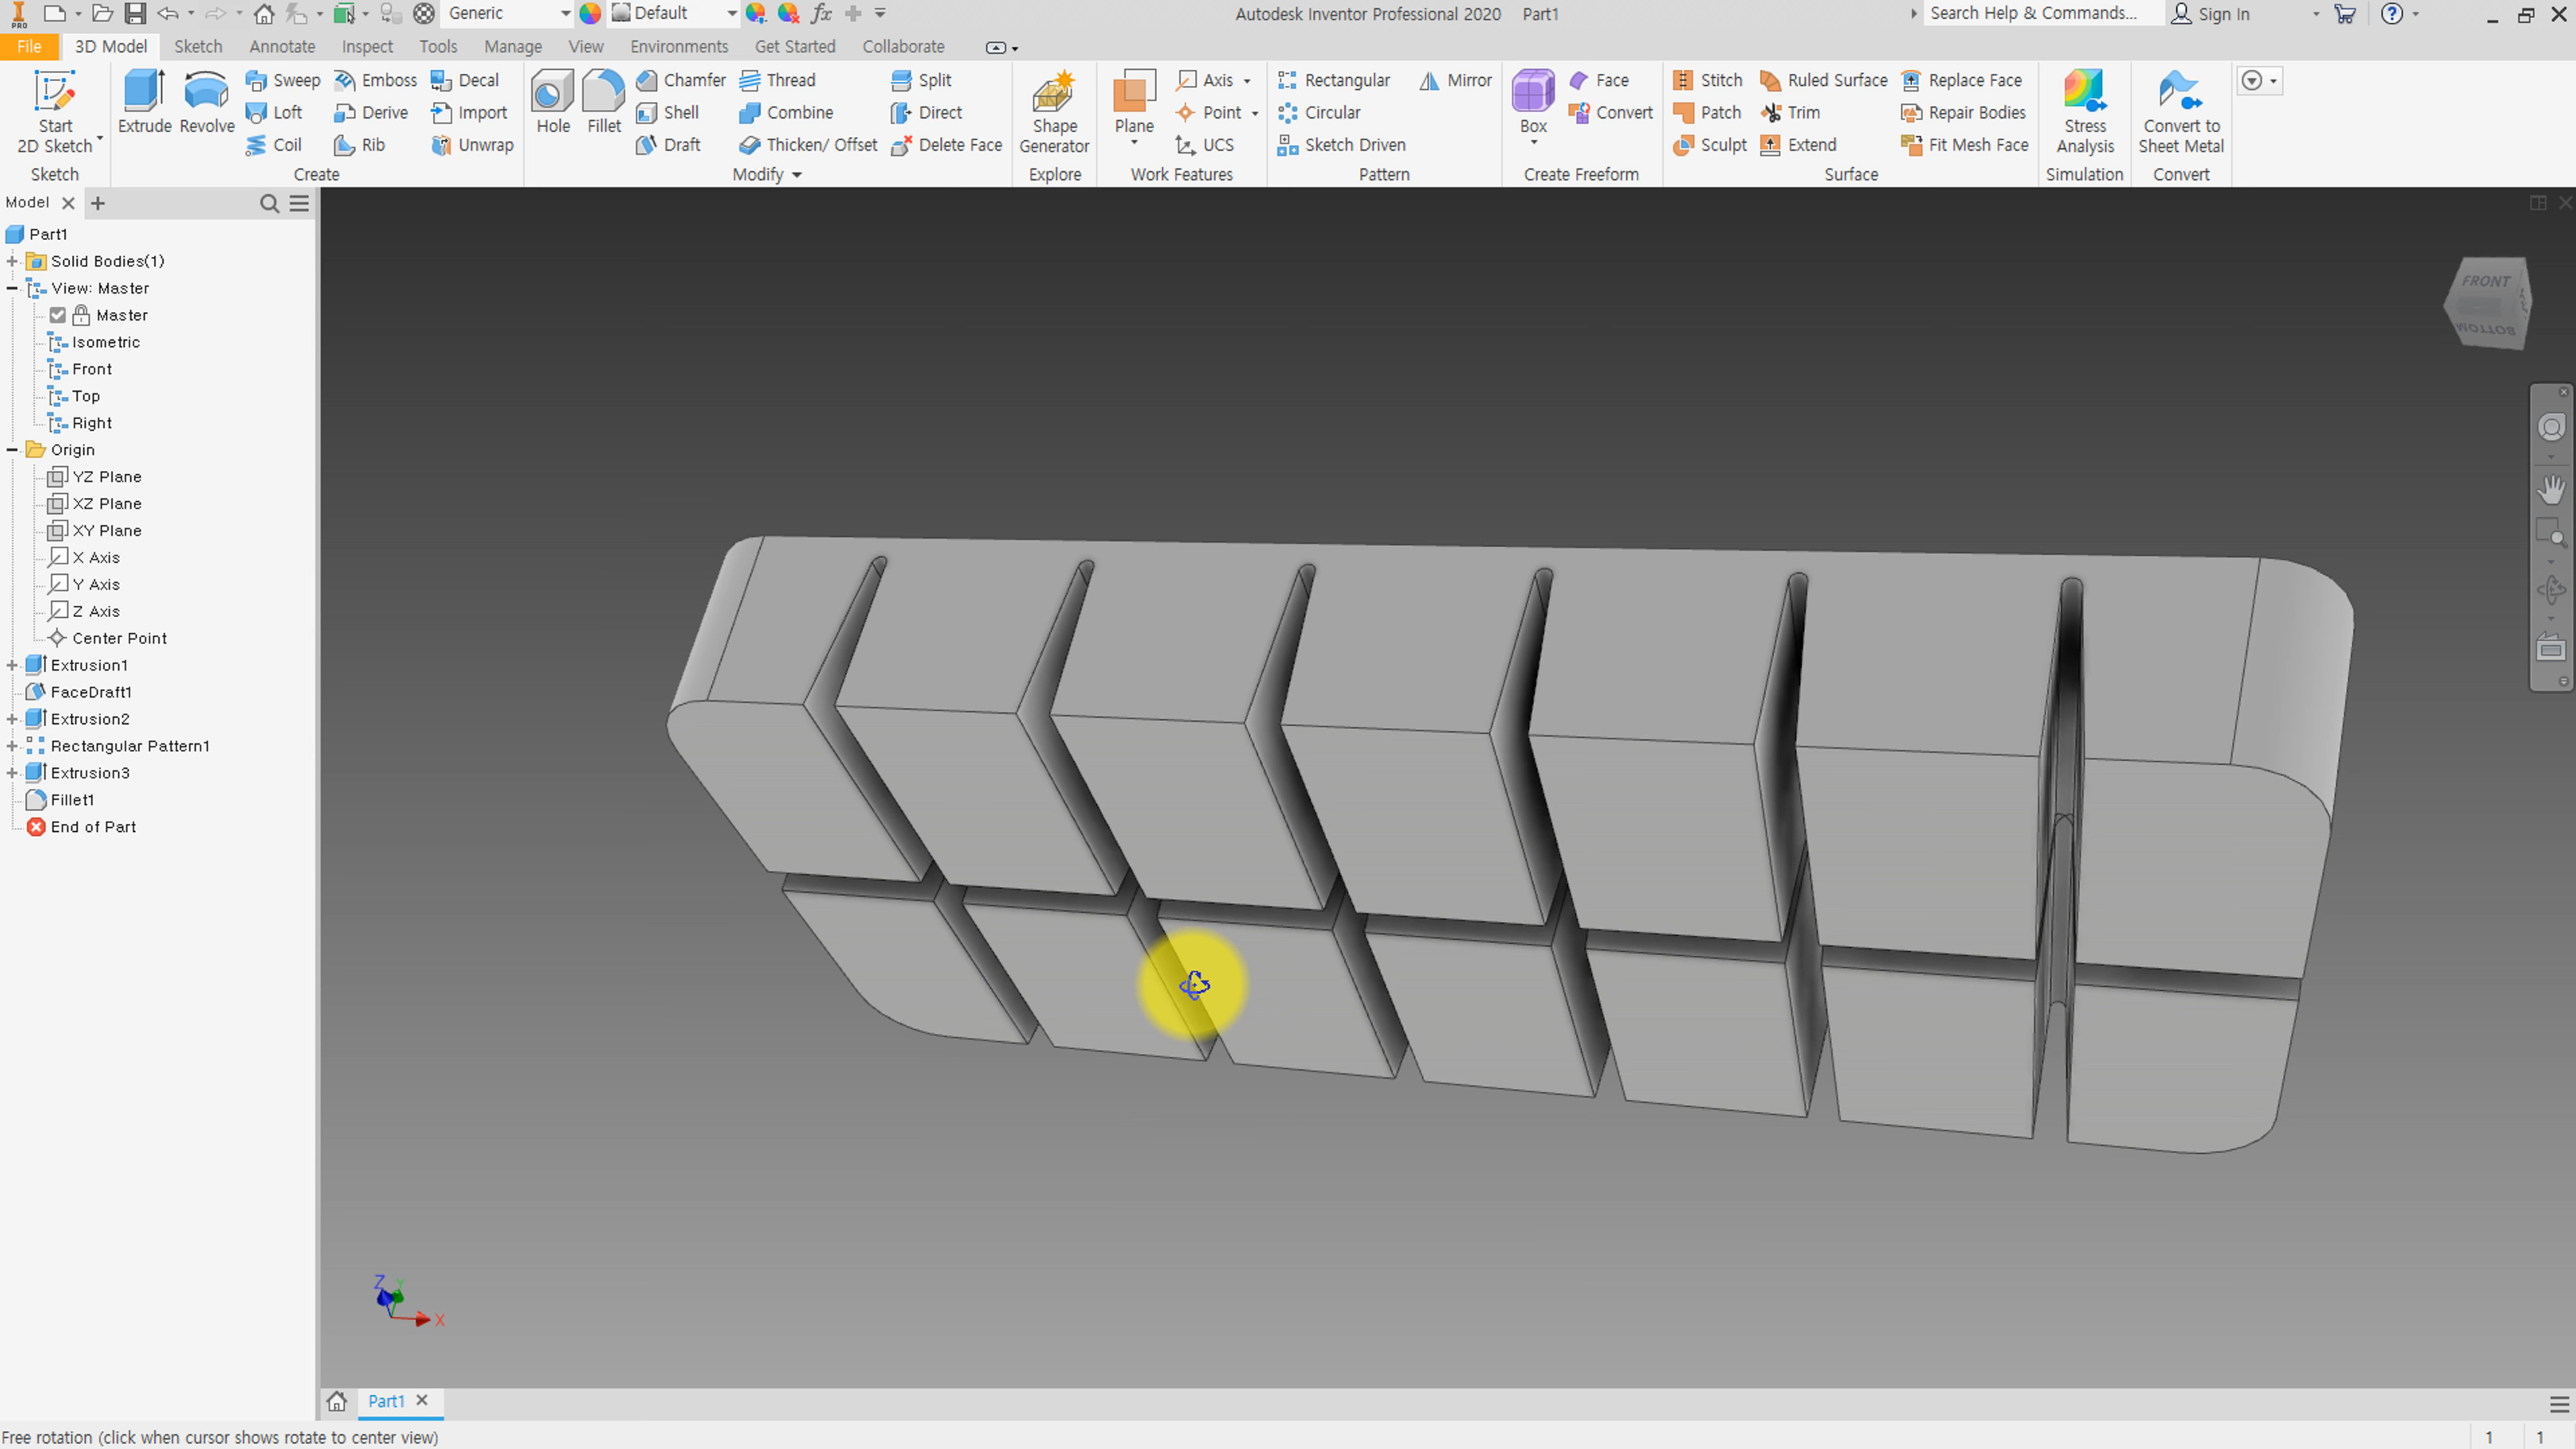 PRO Generic Default fx Autodesk Inventor Professional 2020 Part1 Search Help & Commands... Sign In
File 3D Model Sketch Annotate Inspect Tools Manage View Environments Get Started Collaborate
Start
2D Sketch
Sketch
Extrude Revolve
Sweep Emboss Decal
Loft Derive Import
Coil Rib Unwrap
Create
Hole Fillet
Chamfer Thread Split
Shell Combine Direct
Draft Thicken/ Offset Delete Face
Modify
Shape
Generator
Explore
Plane
Axis
Point
UCS
Work Features
Rectangular Mirror
Circular
Sketch Driven
Pattern
Box
Face
Convert
Create Freeform
Stitch Ruled Surface Replace Face
Patch Trim Repair Bodies
Sculpt Extend Fit Mesh Face
Surface
Stress
Analysis
Simulation
Convert to
Sheet Metal
Convert
Model
Part1
Solid Bodies(1)
View: Master
Master
Isometric
Front
Top
Right
Origin
YZ Plane
XZ Plane
XY Plane
X Axis
Y Axis
Z Axis
Center Point
Extrusion1
FaceDraft1
Extrusion2
Rectangular Pattern1
Extrusion3
Fillet1
End of Part
FRONT
BOTTOM
Z Y
X
Part1
Free rotation (click when cursor shows rotate to center view) 1 1